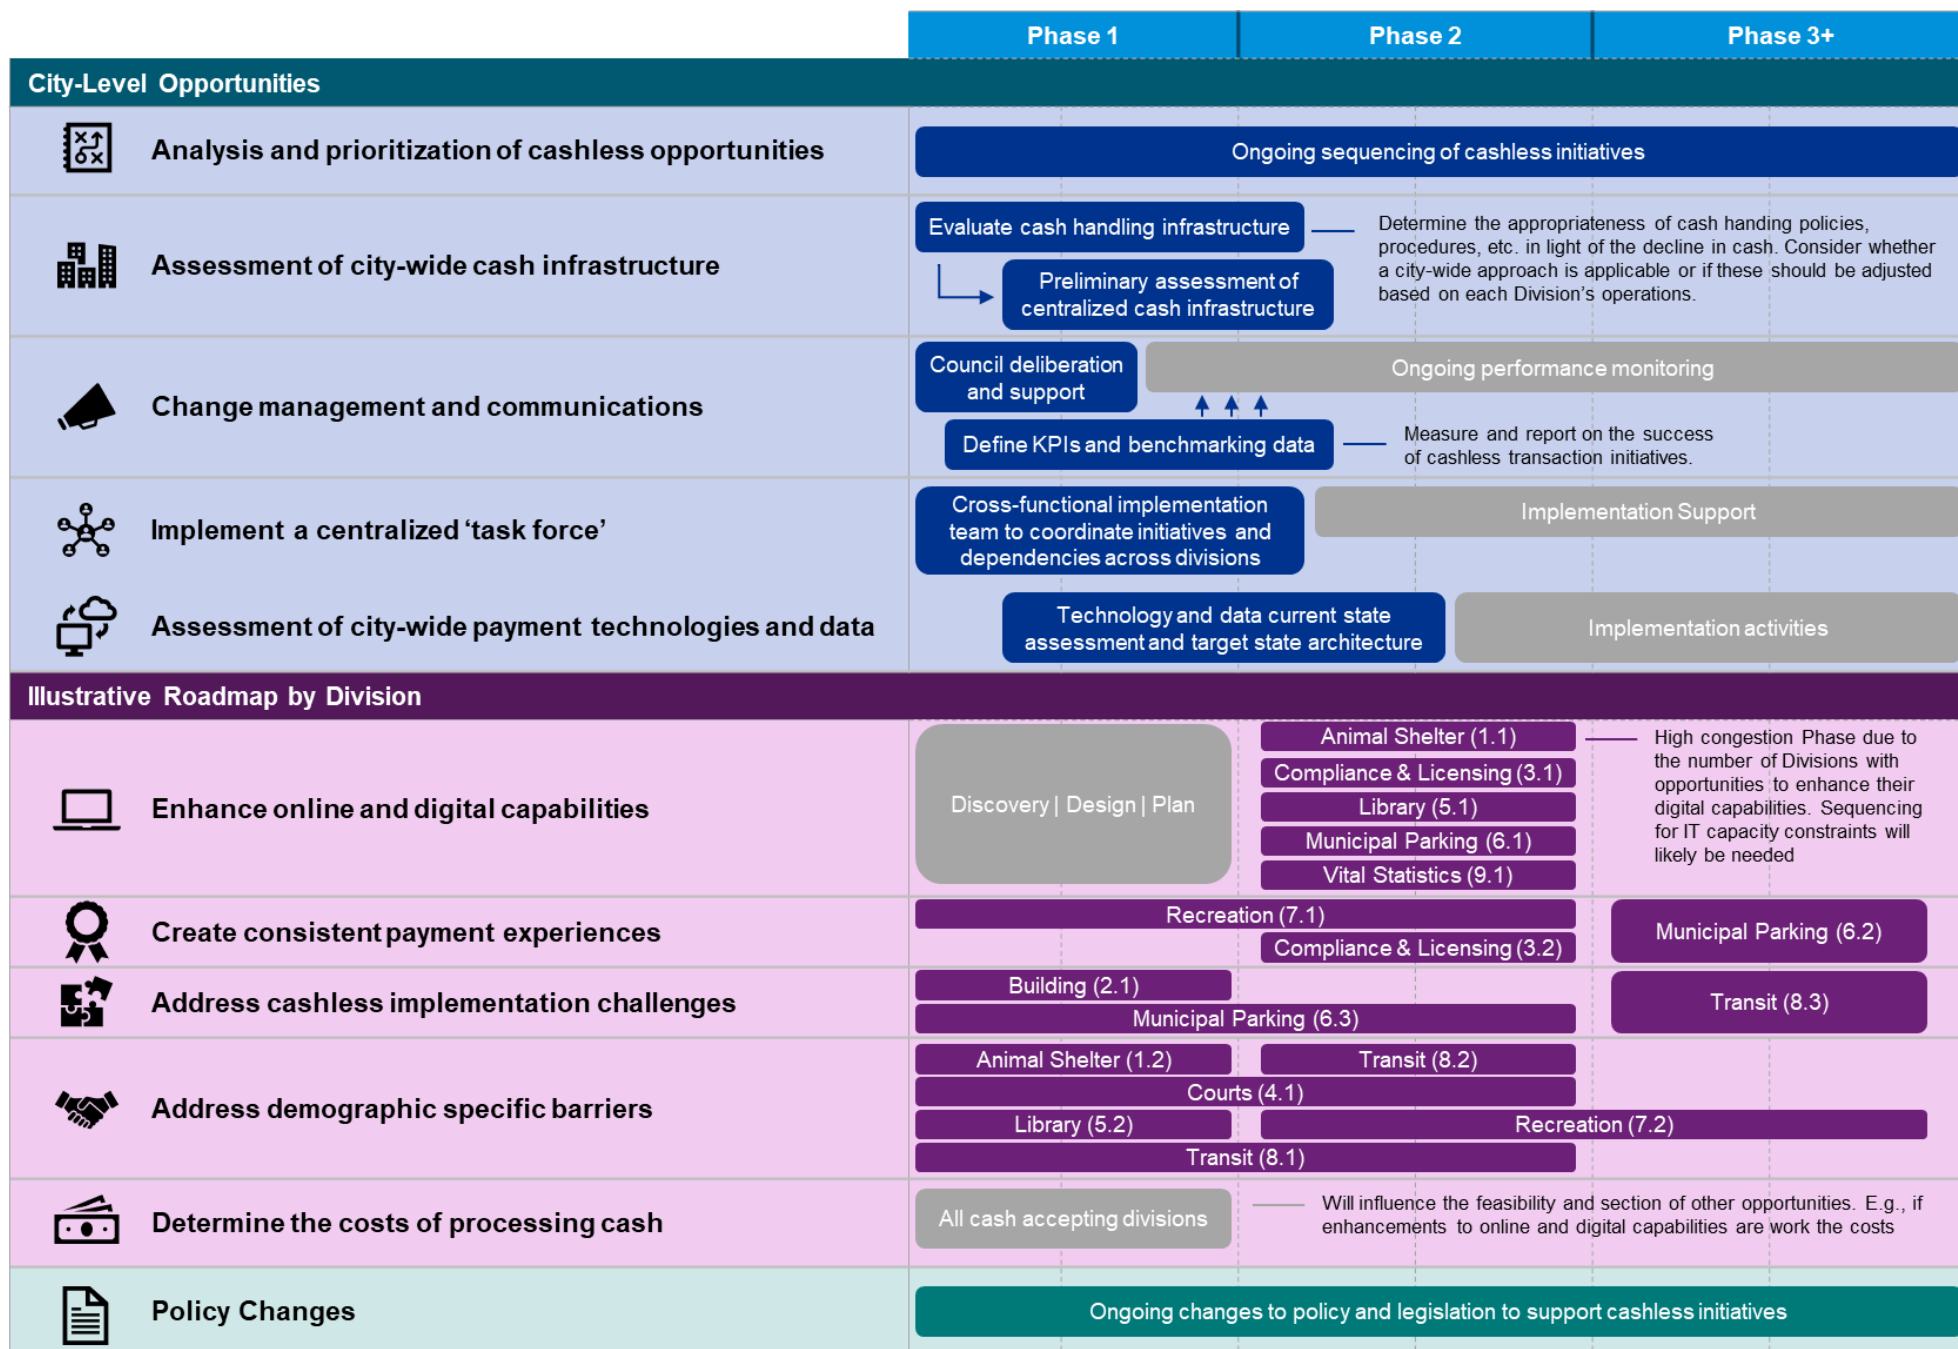 Phase 1
Phase 2
Phase 3+
City-Level Opportunities
Analysis and prioritization of cashless opportunities
Ongoing sequencing of cashless initiatives
Assessment of city-wide cash infrastructure
Evaluate cash handling infrastructure
Preliminary assessment of
centralized cash infrastructure
Determine the appropriateness of cash handing policies,
procedures, etc. in light of the decline in cash. Consider whether
a city-wide approach is applicable or if these should be adjusted
based on each Division's operations.
Change management and communications
Council deliberation
and support
Ongoing performance monitoring
Define KPIs and benchmarking data
Measure and report on the success
of cashless transaction initiatives.
Implement a centralized ‘task force’
Cross-functional implementation
team to coordinate initiatives and
dependencies across divisions
Implementation Support
Assessment of city-wide payment technologies and data
Technology and data current state
assessment and target state architecture
Implementation activities
Illustrative Roadmap by Division
Enhance online and digital capabilities
Discovery | Design | Plan
Animal Shelter (1.1)
Compliance & Licensing (3.1)
Library (5.1)
Municipal Parking (6.1)
Vital Statistics (9.1)
High congestion Phase due to
the number of Divisions with
opportunities to enhance their
digital capabilities. Sequencing
for IT capacity constraints will
likely be needed
Create consistent payment experiences
Recreation (7.1)
Compliance & Licensing (3.2)
Municipal Parking (6.2)
Address cashless implementation challenges
Building (2.1)
Municipal Parking (6.3)
Transit (8.3)
Address demographic specific barriers
Animal Shelter (1.2)
Transit (8.2)
Courts (4.1)
Library (5.2)
Recreation (7.2)
Transit (8.1)
Determine the costs of processing cash
All cash accepting divisions
Will influence the feasibility and section of other opportunities. E.g., if
enhancements to online and digital capabilities are work the costs
Policy Changes
Ongoing changes to policy and legislation to support cashless initiatives